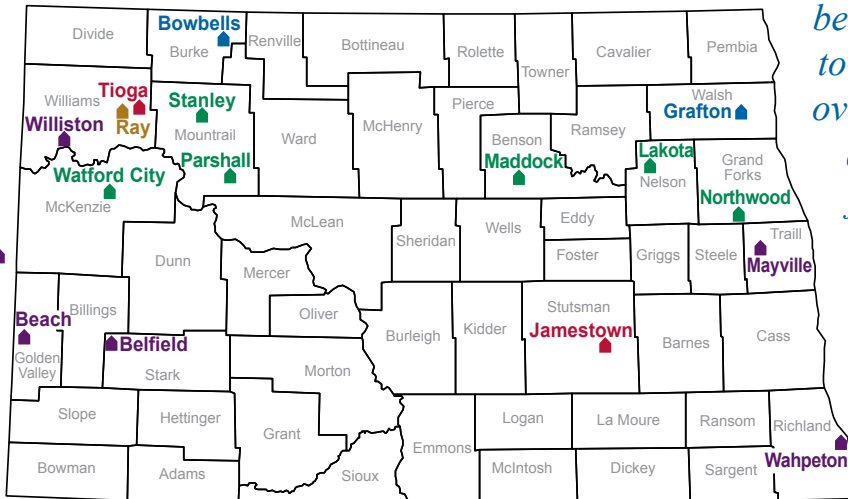 be
to
ov
Divide
Bowbells
Burke
Renville
Bottineau
Rolette
Towner
Cavalier
Pembia
Williams
Tioga
Ray
Williston
Stanley
Mountrail
Parshall
Ward
McHenry
Pierce
Benson
Maddock
Ramsey
Walsh
Grafton
Lakota
Nelson
Grand
Forks
Northwood
Watford City
McKenzie
McLean
Sheridan
Wells
Eddy
Foster
Griggs
Steele
Traill
Mayville
Dunn
Mercer
Oliver
Beach
Golden
Valley
Billings
Belfield
Stark
Morton
Burleigh
Kidder
Stutsman
Jamestown
Barnes
Cass
Slope
Hettinger
Grant
Emmons
Logan
La Moure
Ransom
Richland
Wahpeton
Bowman
Adams
Sioux
McIntosh
Dickey
Sargent